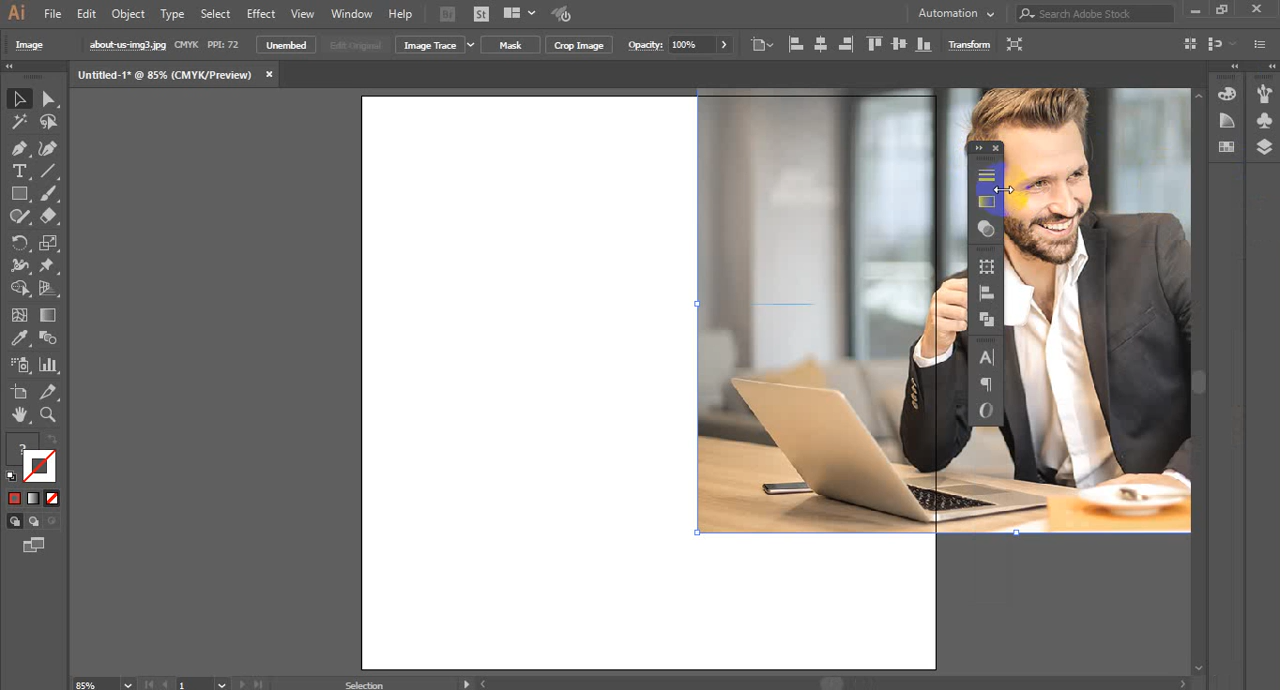 Ai File Edit Object Type Select Effect View Window Help Br St Automation Search Adobe Stock
Image about-us-img3.jpg CMYK PPI: 72 Unembed Edit Original Image Trace Mask Crop Image Opacity: 100% Transform
Untitled-1* @ 85% (CMYK/Preview)
T
A
O
?
85% 1 Selection